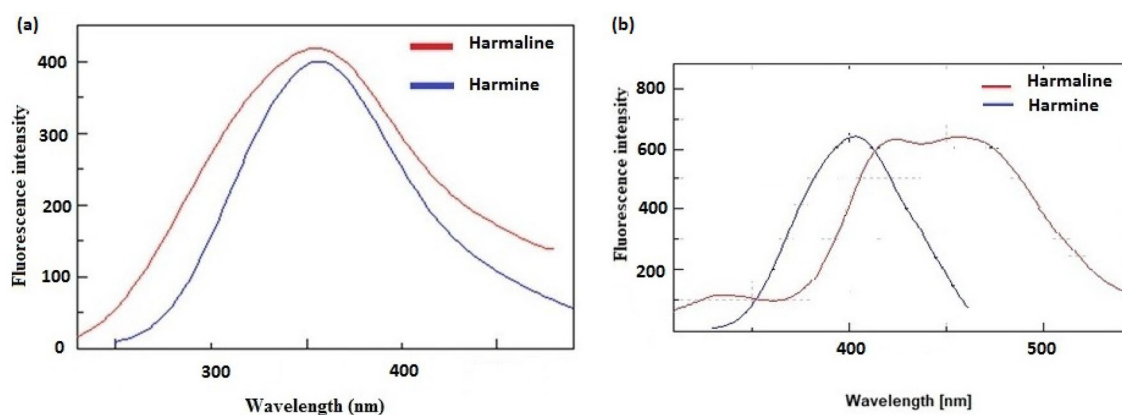 (a)
Harmaline
Harmine
400
300
200
100
0
300
400
Fluorescence intensity
Wavelength (nm)
(b)
Harmaline
Harmine
800
600
400
200
400
500
Fluorescence intensity
Wavelength [nm]